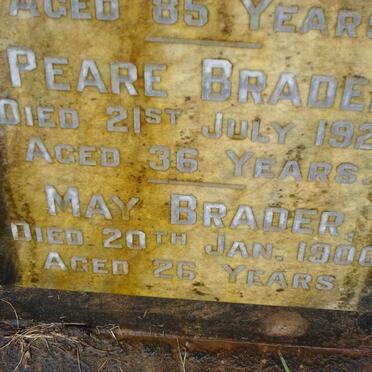 AGED 85 YEARS
PEARE BRADER
DIED 21ST JULY 192
AGED 36 YEARS.
MAY BRADER
DIED 20TH JAN. 1906
AGED 26 YEARS